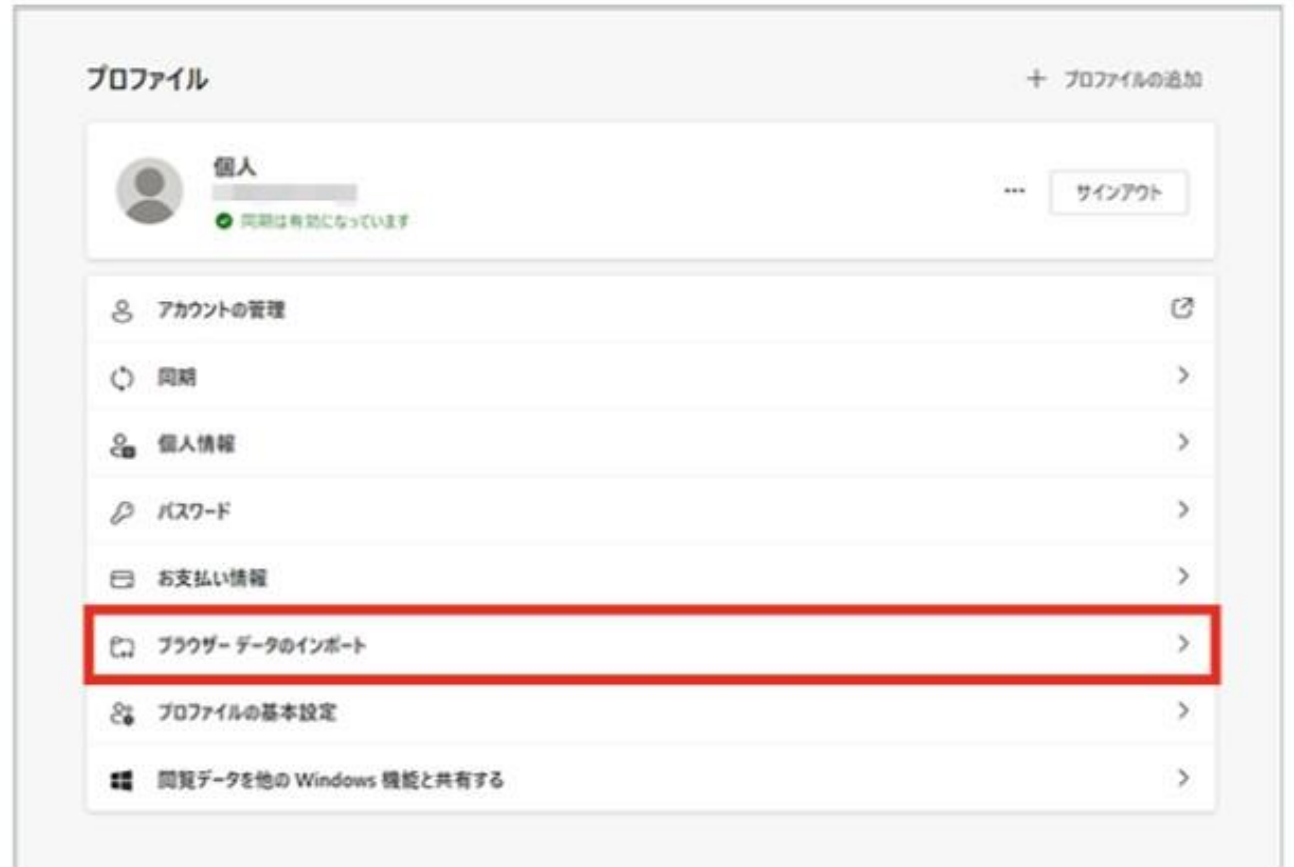 プロファイル
＋ プロファイルの追加
個人
同期は有効になっています
… サインアウト
アカウントの管理
同期
個人情報
パスワード
お支払い情報
ブラウザー データのインポート
プロファイルの基本設定
閲覧データを他の Windows 機能と共有する